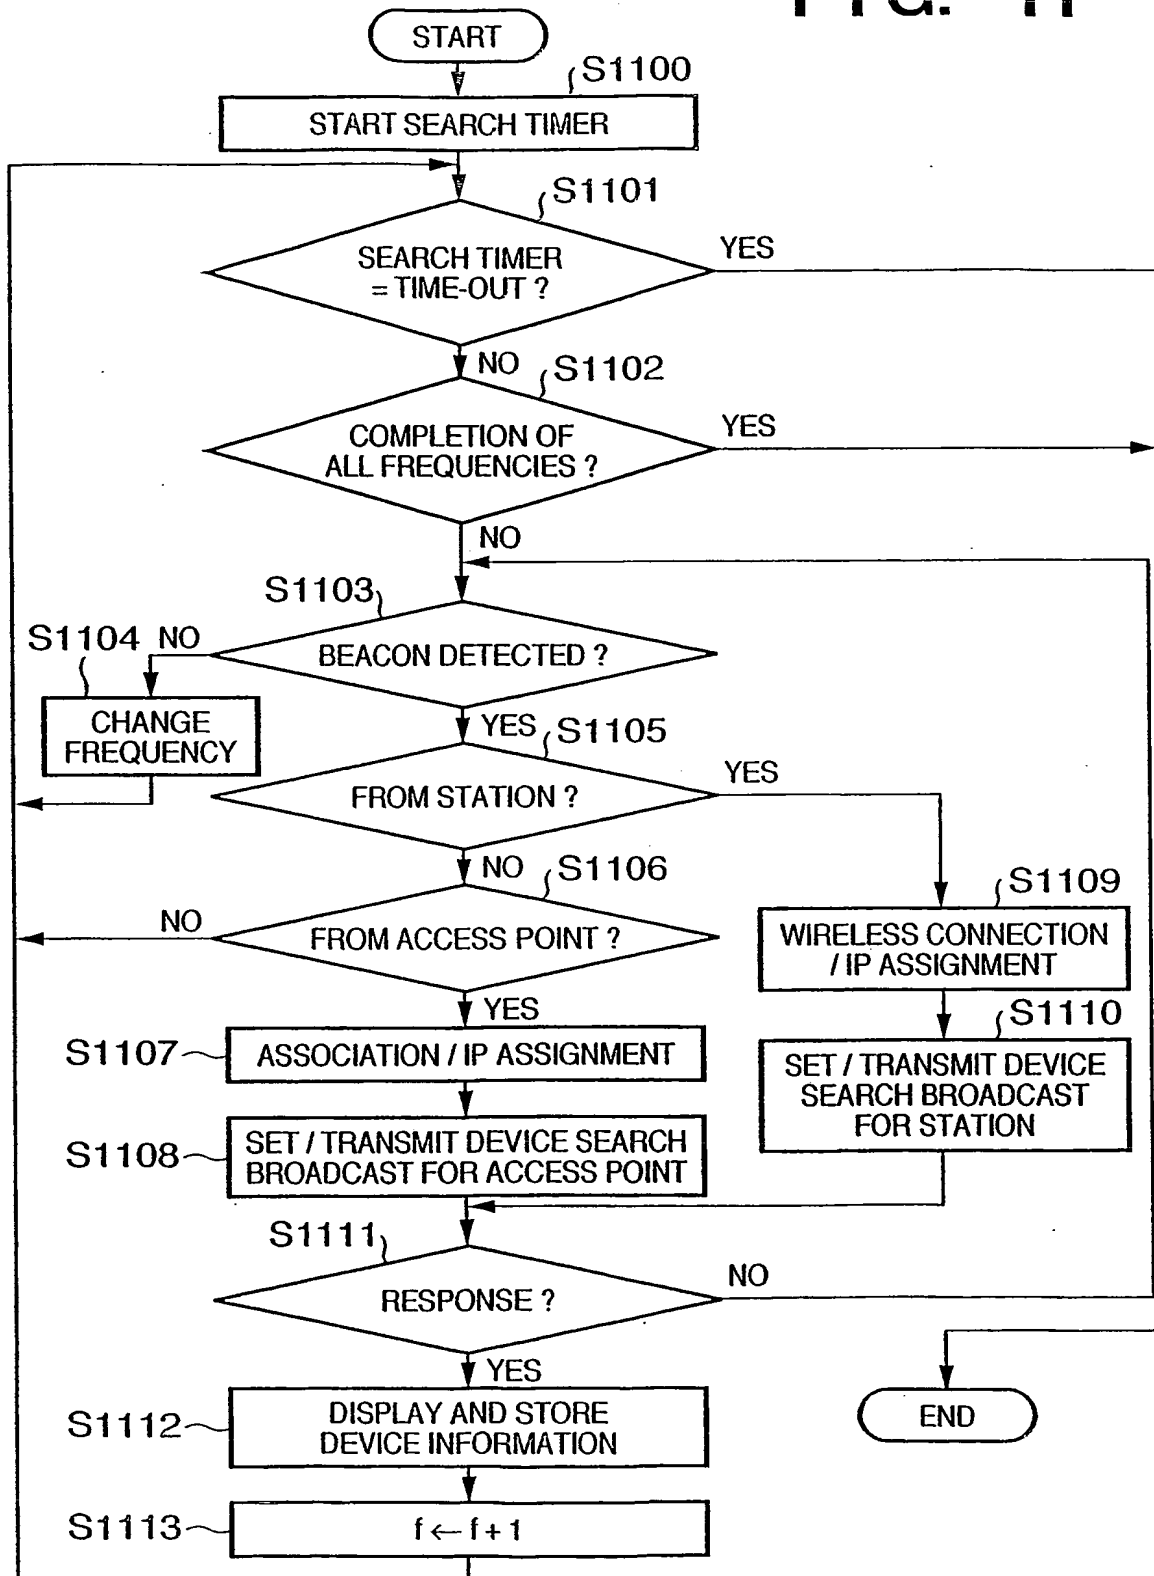 FIG. 11
START
S1100
START SEARCH TIMER
S1101
SEARCH TIMER
= TIME-OUT ?
YES
NO
S1102
COMPLETION OF
ALL FREQUENCIES ?
YES
NO
S1103
BEACON DETECTED ?
NO
S1104
CHANGE
FREQUENCY
YES
S1105
FROM STATION ?
YES
NO
S1106
FROM ACCESS POINT ?
NO
YES
S1109
WIRELESS CONNECTION
/ IP ASSIGNMENT
S1107
ASSOCIATION / IP ASSIGNMENT
S1110
SET / TRANSMIT DEVICE
SEARCH BROADCAST
FOR STATION
S1108
SET / TRANSMIT DEVICE SEARCH
BROADCAST FOR ACCESS POINT
S1111
RESPONSE ?
NO
YES
S1112
DISPLAY AND STORE
DEVICE INFORMATION
END
S1113
f ← f + 1